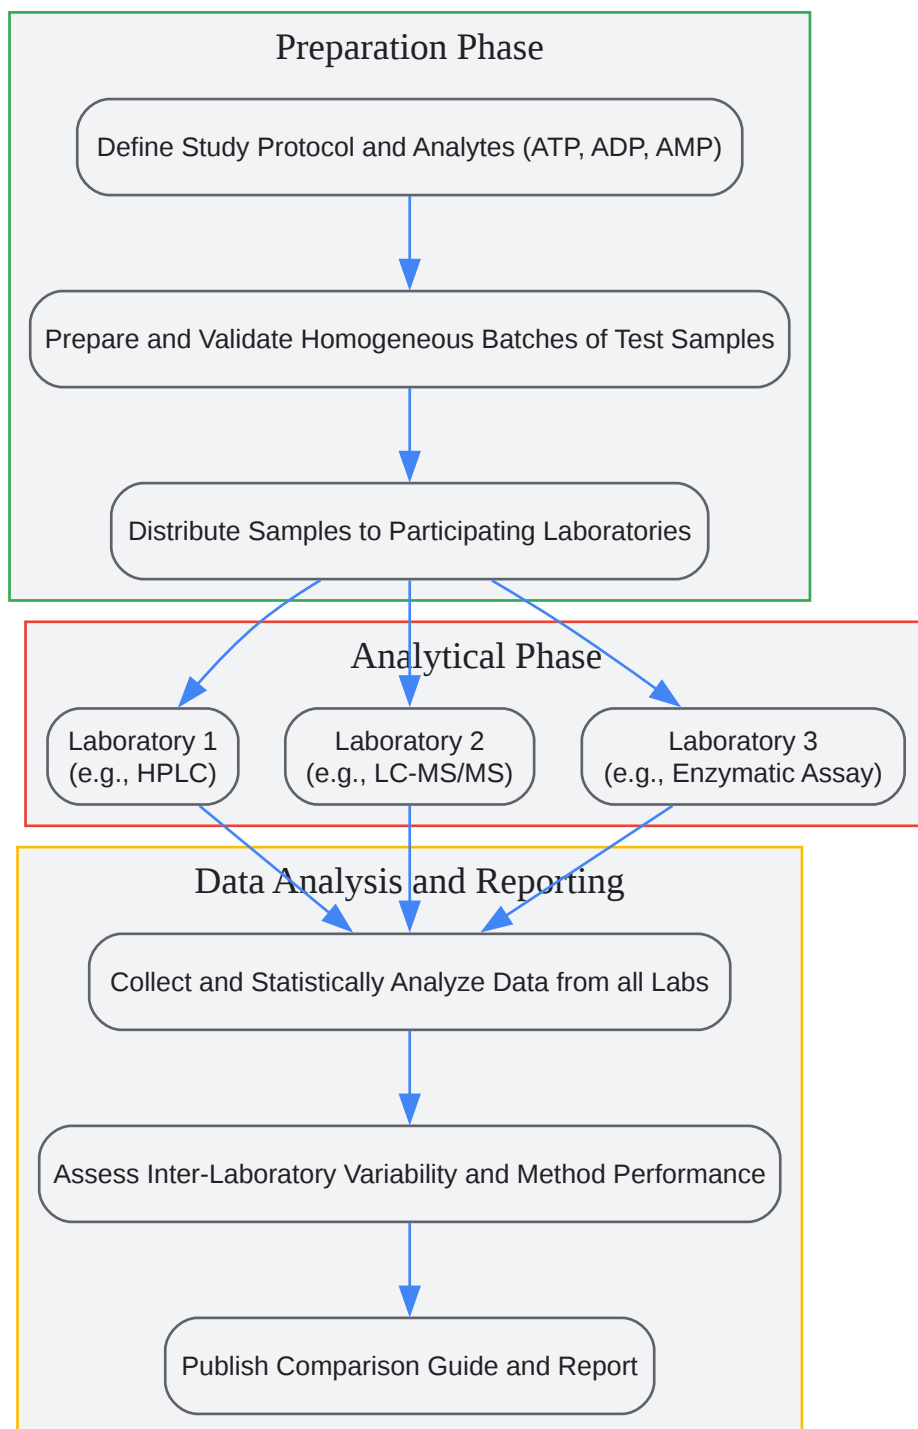 Preparation Phase
Define Study Protocol and Analytes (ATP, ADP, AMP)
Prepare and Validate Homogeneous Batches of Test Samples
Distribute Samples to Participating Laboratories
Analytical Phase
Laboratory 1
(e.g., HPLC)
Laboratory 2
(e.g., LC-MS/MS)
Laboratory 3
(e.g., Enzymatic Assay)
Data Analysis and Reporting
Collect and Statistically Analyze Data from all Labs
Assess Inter-Laboratory Variability and Method Performance
Publish Comparison Guide and Report